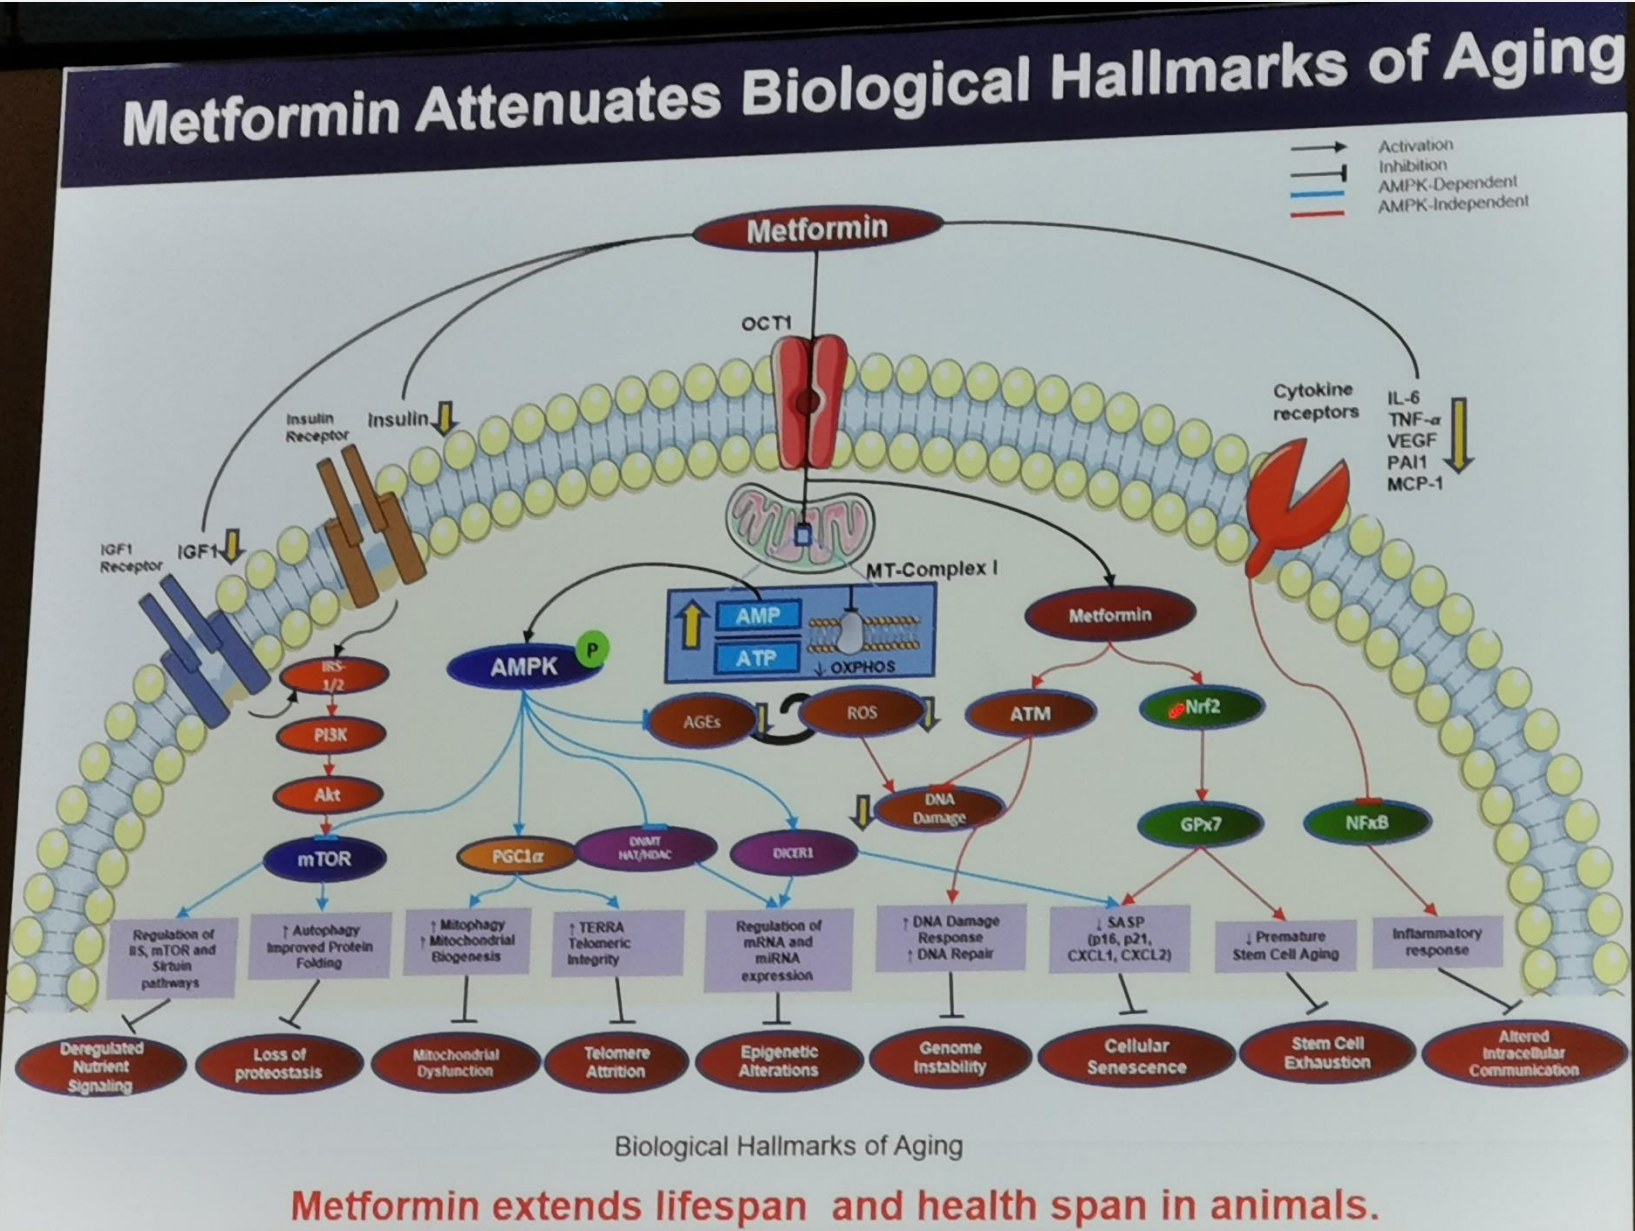 Metformin Attenuates Biological Hallmarks of Aging
Activation
Inhibition
AMPK-Dependent
AMPK-Independent
Metformin
OCT1
Insulin
Receptor
Insulin
IGF1
Receptor
IGF1
Cytokine
receptors
IL-6
TNF-α
VEGF
PAI1
MCP-1
MT-Complex I
AMP
ATP
↓ OXPHOS
Metformin
AMPK
P
IRS-
1/2
PI3K
Akt
mTOR
AGEs
ROS
ATM
Nrf2
DNA
Damage
GPx7
NFκB
PGC1α
DNMT
HAT/HDAC
DICER1
Regulation of
IIS, mTOR and
Sirtuin
pathways
↑ Autophagy
Improved Protein
Folding
↑ Mitophagy
↑ Mitochondrial
Biogenesis
↑ TERRA
Telomeric
Integrity
Regulation of
mRNA and
miRNA
expression
↑ DNA Damage
Response
↑ DNA Repair
↓ SASP
(p16, p21,
CXCL1, CXCL2)
↓ Premature
Stem Cell Aging
Inflammatory
response
Deregulated
Nutrient
Signaling
Loss of
proteostasis
Mitochondrial
Dysfunction
Telomere
Attrition
Epigenetic
Alterations
Genome
Instability
Cellular
Senescence
Stem Cell
Exhaustion
Altered
Intracellular
Communication
Biological Hallmarks of Aging
Metformin extends lifespan and health span in animals.